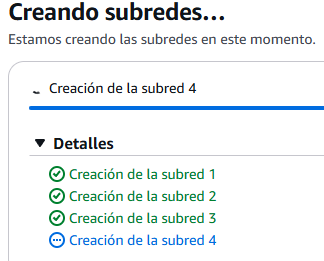 Creando subredes...
Estamos creando las subredes en este momento.
Creación de la subred 4
Detalles
Creación de la subred 1
Creación de la subred 2
Creación de la subred 3
Creación de la subred 4